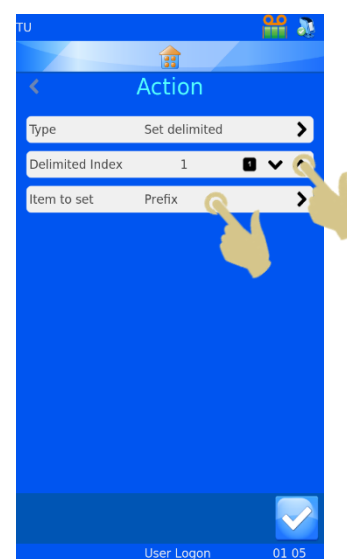 TU
Action
Type Set delimited
Delimited Index 1 1
Item to set Prefix
User Logon 01 05